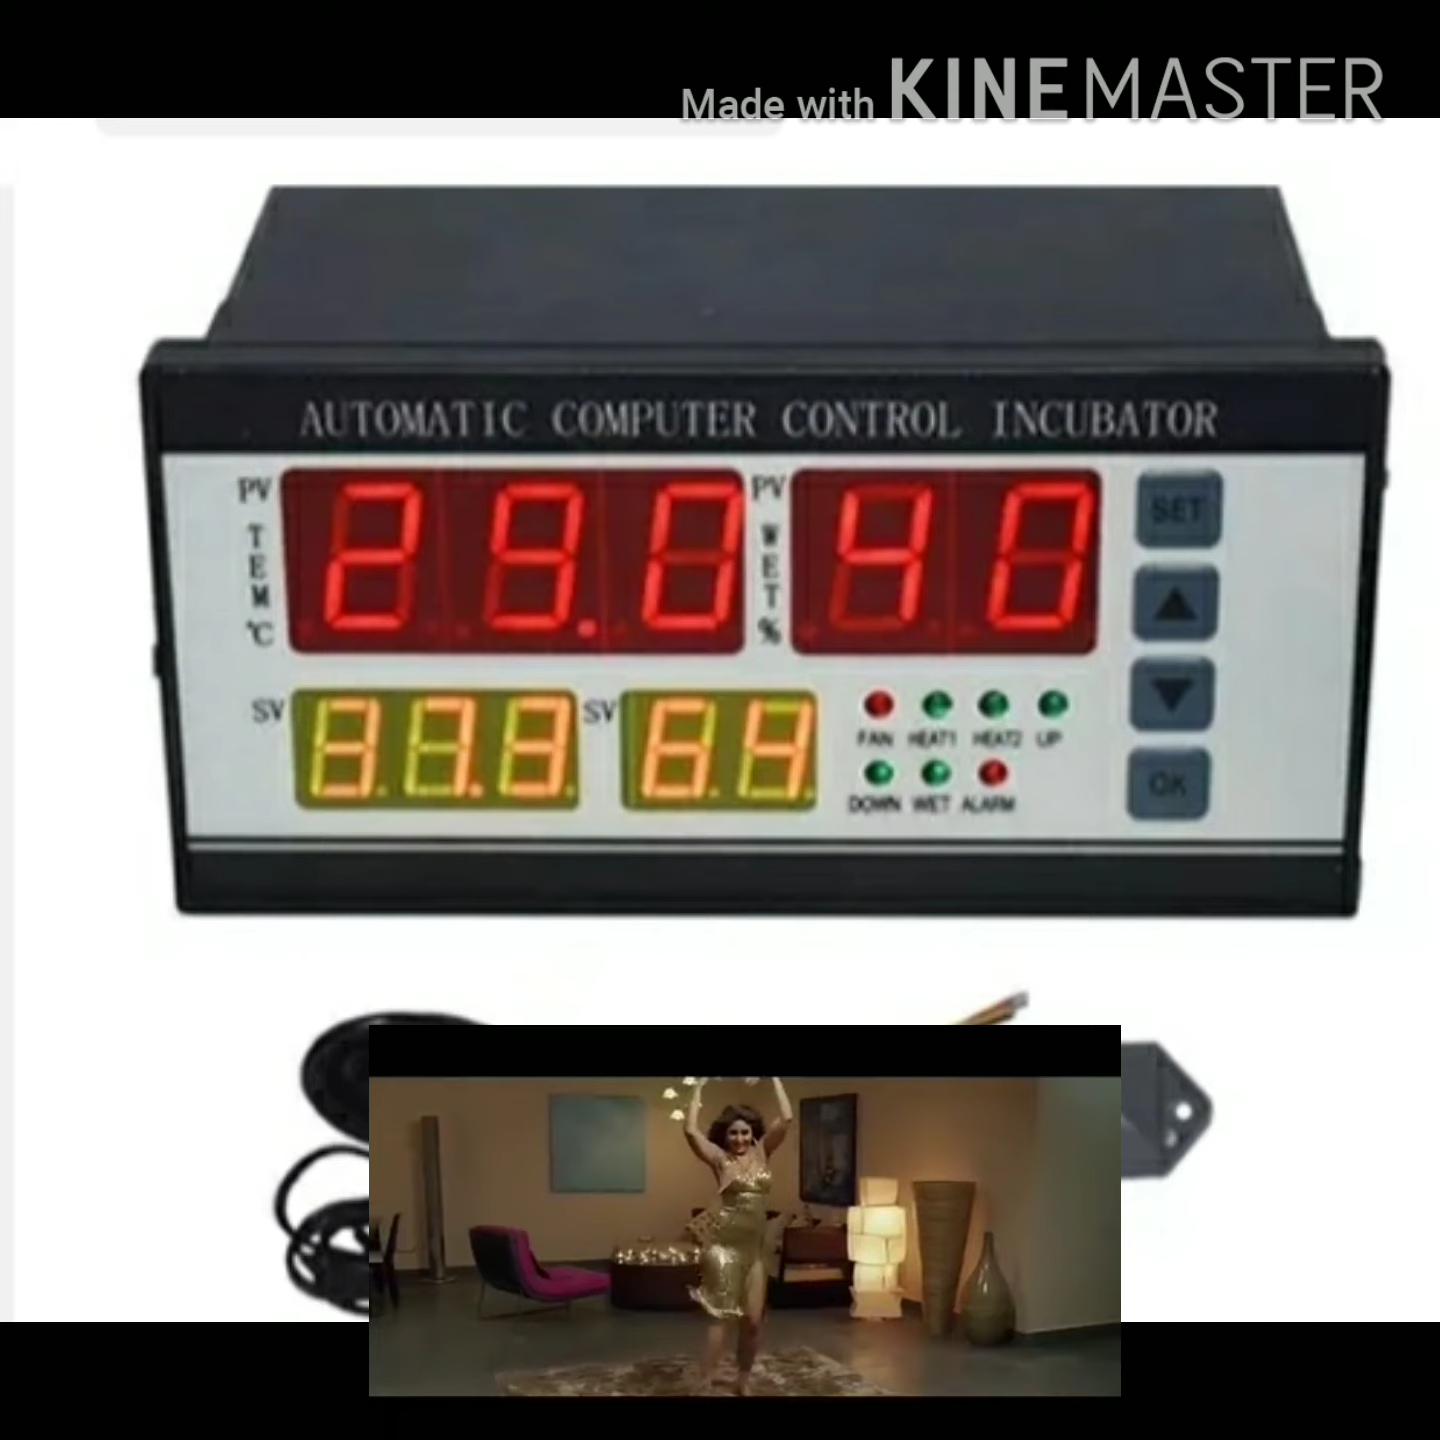 Made with KINEMASTER
AUTOMATIC COMPUTER CONTROL INCUBATOR
PV TEM °C 29.0 PV WET % 40 SET
SV 37.3 SV 64
FAN HEAT1 HEAT2 UP
DOWN WET ALARM OK